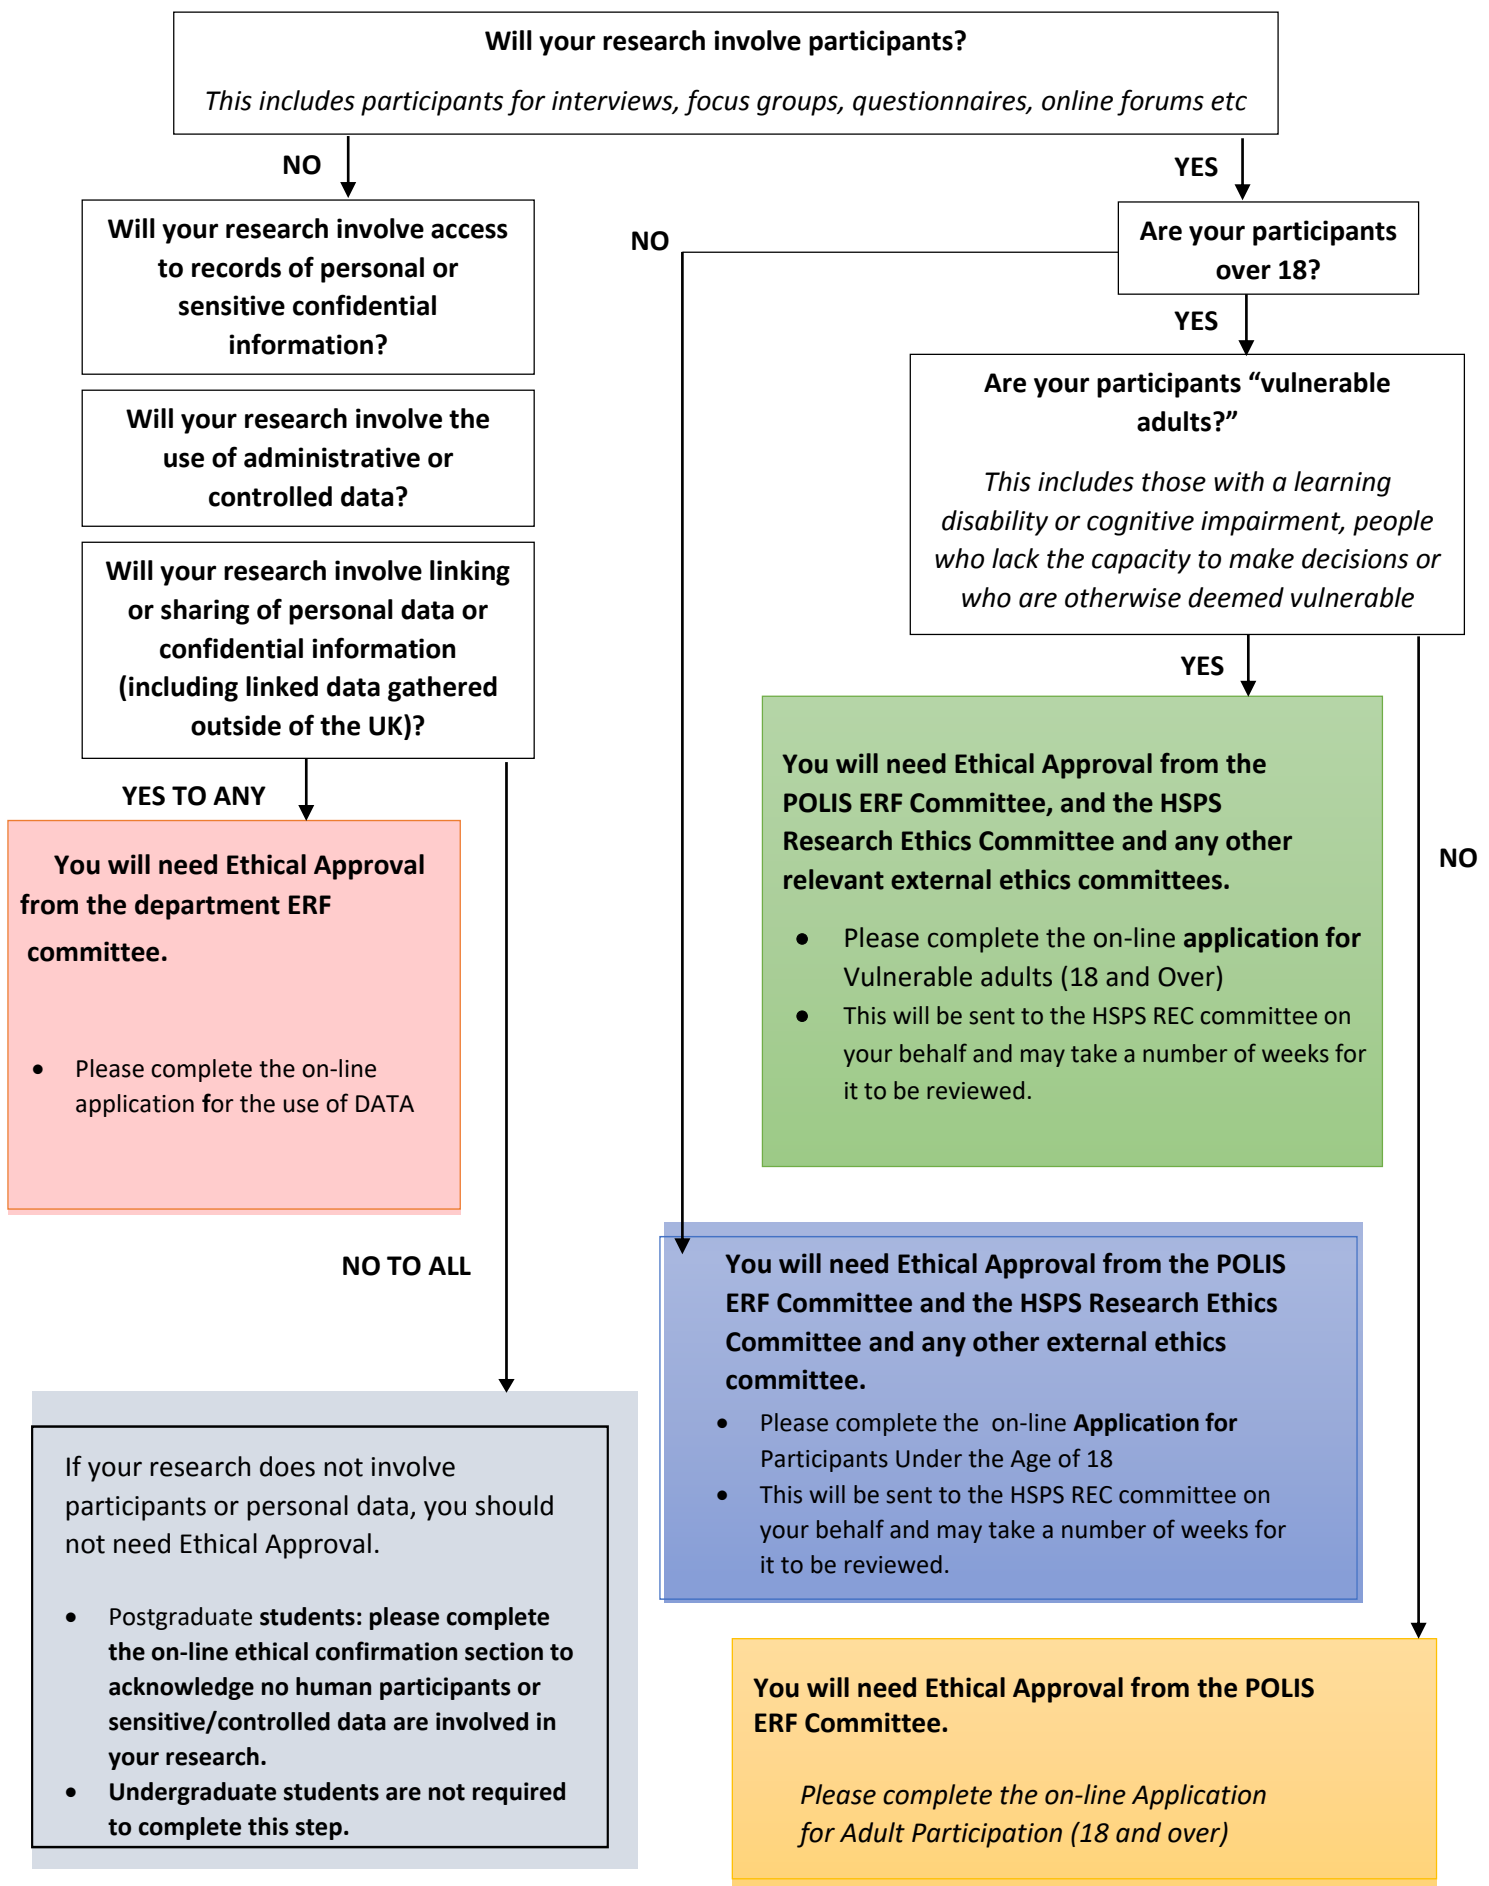 Will your research involve participants?
This includes participants for interviews, focus groups, questionnaires, online forums etc
NO
YES
Will your research involve access
to records of personal or
sensitive confidential
information?
Will your research involve the
use of administrative or
controlled data?
Will your research involve linking
or sharing of personal data or
confidential information
(including linked data gathered
outside of the UK)?
YES TO ANY
You will need Ethical Approval
from the department ERF
committee.
• Please complete the on-line
application for the use of DATA
NO TO ALL
If your research does not involve
participants or personal data, you should
not need Ethical Approval.
• Postgraduate students: please complete
the on-line ethical confirmation section to
acknowledge no human participants or
sensitive/controlled data are involved in
your research.
• Undergraduate students are not required
to complete this step.
NO
Are your participants
over 18?
YES
Are your participants “vulnerable
adults?”
This includes those with a learning
disability or cognitive impairment, people
who lack the capacity to make decisions or
who are otherwise deemed vulnerable
YES
You will need Ethical Approval from the
POLIS ERF Committee, and the HSPS
Research Ethics Committee and any other
relevant external ethics committees.
• Please complete the on-line application for
Vulnerable adults (18 and Over)
• This will be sent to the HSPS REC committee on
your behalf and may take a number of weeks for
it to be reviewed.
NO
You will need Ethical Approval from the POLIS
ERF Committee and the HSPS Research Ethics
Committee and any other external ethics
committee.
• Please complete the on-line Application for
Participants Under the Age of 18
• This will be sent to the HSPS REC committee on
your behalf and may take a number of weeks for
it to be reviewed.
You will need Ethical Approval from the POLIS
ERF Committee.
Please complete the on-line Application
for Adult Participation (18 and over)